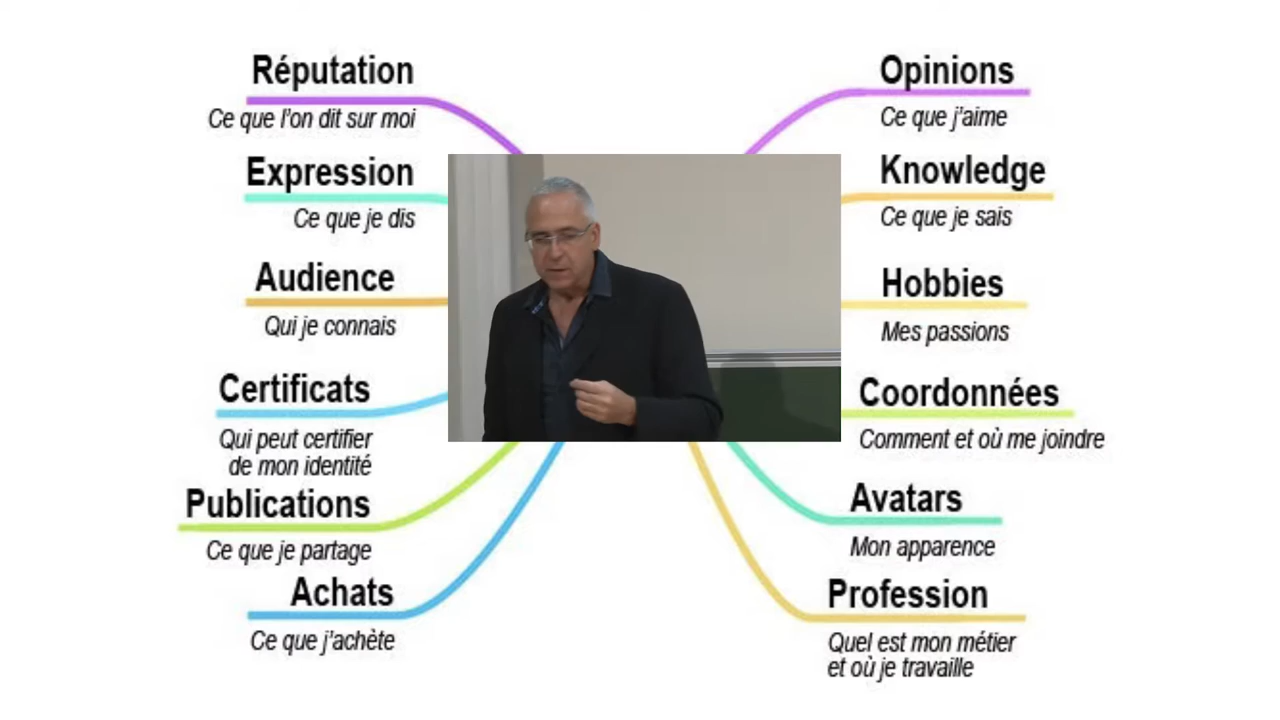 Réputation
Ce que l'on dit sur moi
Expression
Ce que je dis
Audience
Qui je connais
Certificats
Qui peut certifier
de mon identité
Publications
Ce que je partage
Achats
Ce que j'achète
Opinions
Ce que j'aime
Knowledge
Ce que je sais
Hobbies
Mes passions
Coordonnées
Comment et où me joindre
Avatars
Mon apparence
Profession
Quel est mon métier
et où je travaille